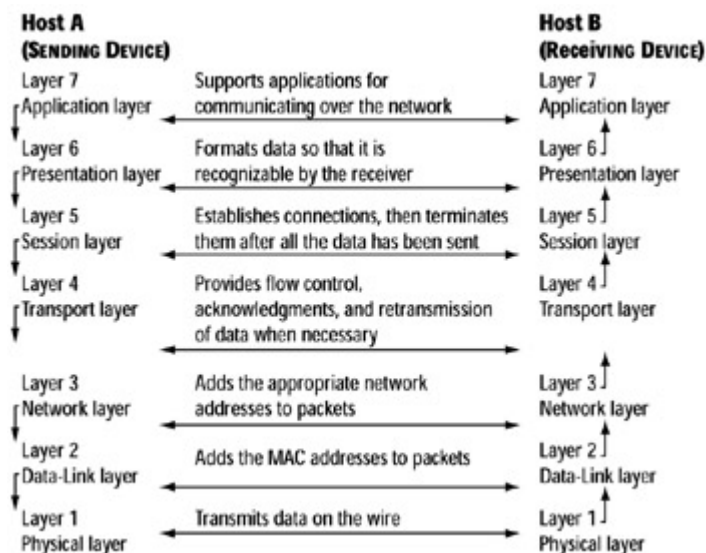 Host A
(SENDING DEVICE)
Host B
(RECEIVING DEVICE)
Layer 7
Application layer
Supports applications for
communicating over the network
Layer 7
Application layer
Layer 6
Presentation layer
Formats data so that it is
recognizable by the receiver
Layer 6
Presentation layer
Layer 5
Session layer
Establishes connections, then terminates
them after all the data has been sent
Layer 5
Session layer
Layer 4
Transport layer
Provides flow control,
acknowledgments, and retransmission
of data when necessary
Layer 4
Transport layer
Layer 3
Network layer
Adds the appropriate network
addresses to packets
Layer 3
Network layer
Layer 2
Data-Link layer
Adds the MAC addresses to packets
Layer 2
Data-Link layer
Layer 1
Physical layer
Transmits data on the wire
Layer 1
Physical layer